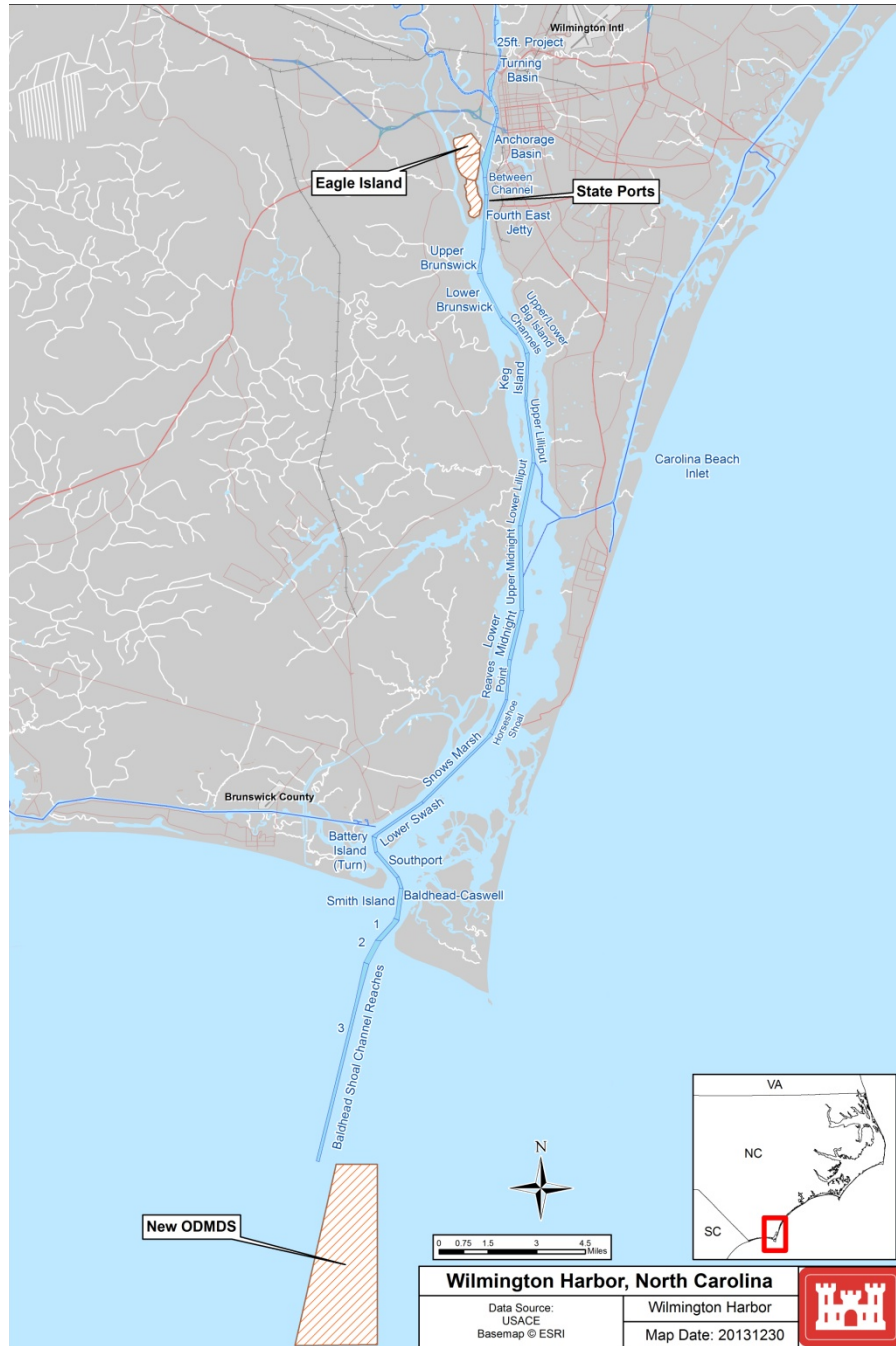 Wilmington Intl
25ft. Project
Turning
Basin
Anchorage
Basin
Eagle Island
Between
Channel
State Ports
Fourth East
Jetty
Upper
Brunswick
Lower
Brunswick
Upper/Lower
Big Island
Channels
Keg
Island
Upper Lilliput
Carolina Beach
Inlet
Lower Lilliput
Upper Midnight
Lower
Midnight
Reaves
Point
Horseshoe
Shoal
Snows Marsh
Brunswick County
Lower Swash
Battery
Island
(Turn)
Southport
Smith Island
Baldhead-Caswell
1
2
3
Baldhead Shoal Channel Reaches
New ODMDS
N
0 0.75 1.5 3 4.5
Miles
VA
NC
SC
Wilmington Harbor, North Carolina
Data Source:
USACE
Basemap © ESRI
Wilmington Harbor
Map Date: 20131230